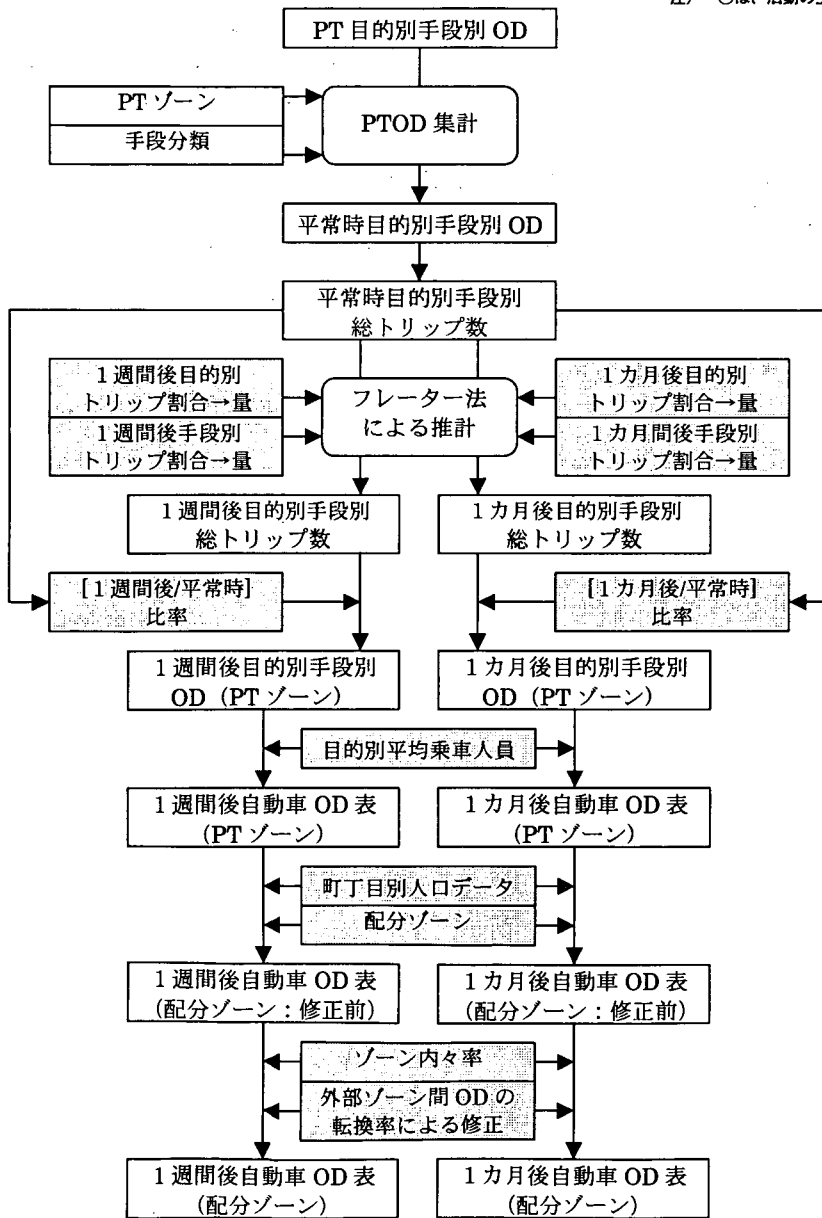 PT 目的別手段別 OD
PT ゾーン
手段分類
PTOD 集計
平常時目的別手段別 OD
平常時目的別手段別
総トリップ数
1週間後目的別
トリップ割合→量
1週間後手段別
トリップ割合→量
フレーター法
による推計
1カ月後目的別
トリップ割合→量
1カ月間後手段別
トリップ割合→量
1週間後目的別手段別
総トリップ数
1カ月後目的別手段別
総トリップ数
[1週間後/平常時]
比率
[1カ月後/平常時]
比率
1週間後目的別手段別
OD（PT ゾーン）
1カ月後目的別手段別
OD（PT ゾーン）
目的別平均乗車人員
1週間後自動車 OD 表
(PT ゾーン)
1カ月後自動車 OD 表
(PT ゾーン)
町丁目別人口データ
配分ゾーン
1週間後自動車 OD 表
(配分ゾーン：修正前)
1カ月後自動車 OD 表
(配分ゾーン：修正前)
ゾーン内々率
外部ゾーン間 OD の
転換率による修正
1週間後自動車 OD 表
(配分ゾーン)
1カ月後自動車 OD 表
(配分ゾーン)